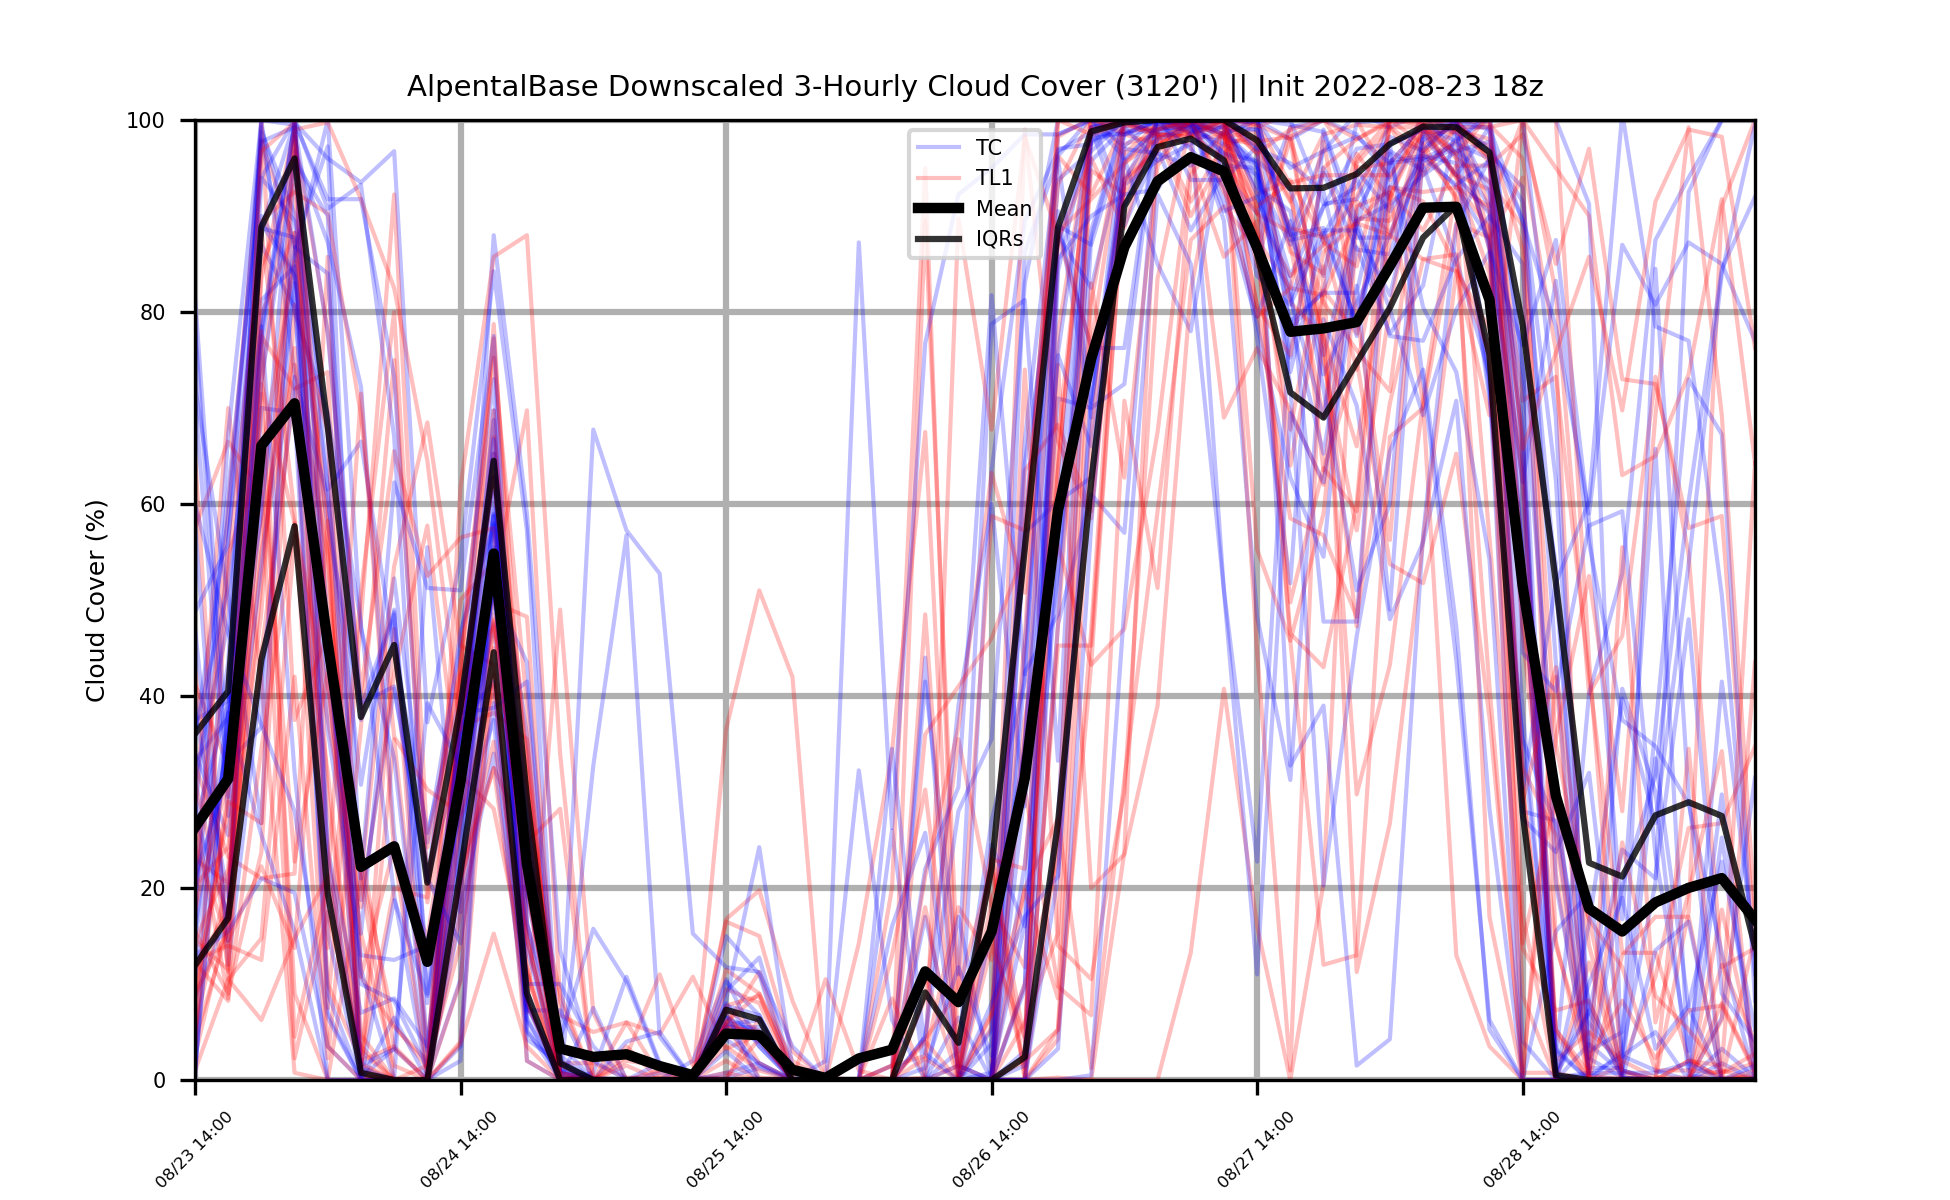 AlpentalBase Downscaled 3-Hourly Cloud Cover (3120') || Init 2022-08-23 18z
TC
TL1
Mean
IQRs
Cloud Cover (%)
100
80
60
40
20
0
08/23 14:00
08/24 14:00
08/25 14:00
08/26 14:00
08/27 14:00
08/28 14:00